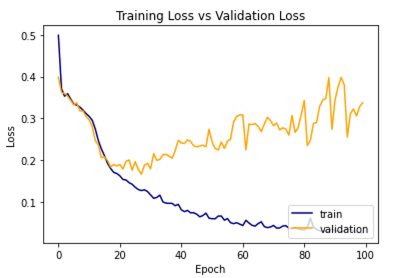 Training Loss vs Validation Loss
0.5
0.4
0.3
0.2
0.1
Loss
train
validation
0 20 40 60 80 100
Epoch